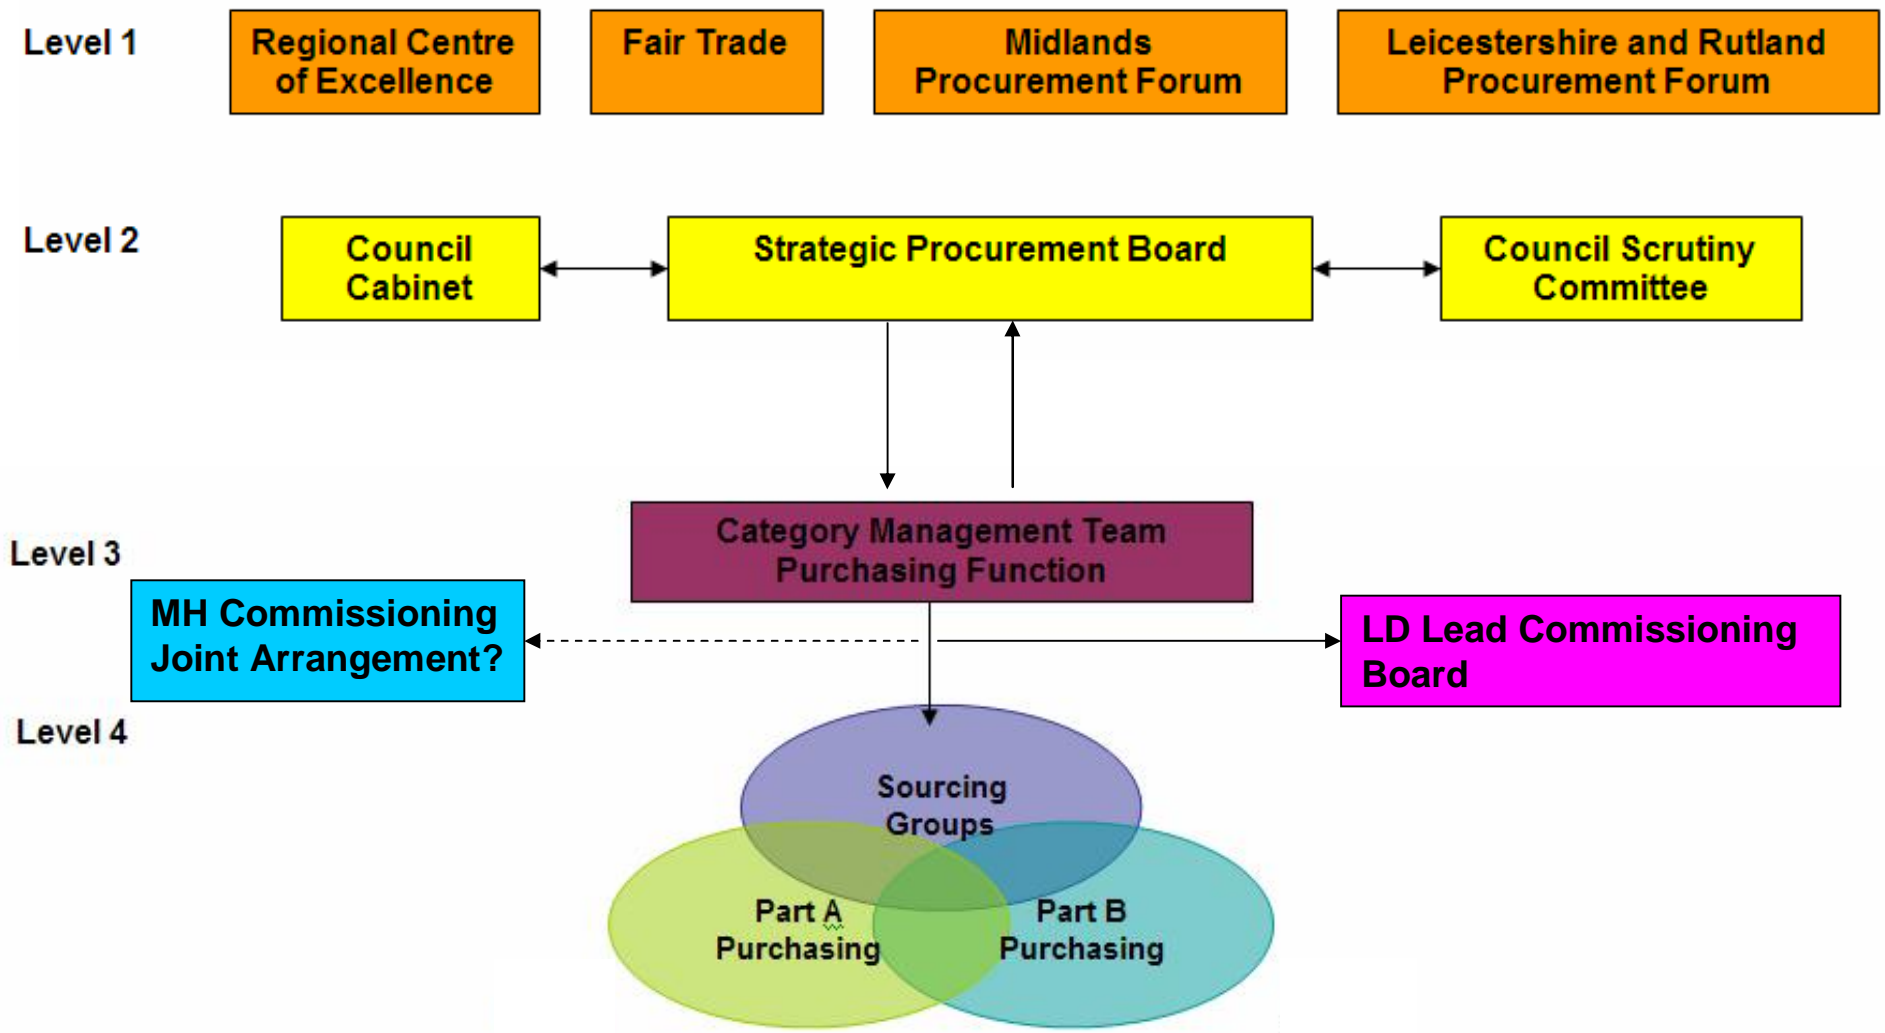 Level 1
Regional Centre
of Excellence
Fair Trade
Midlands
Procurement Forum
Leicestershire and Rutland
Procurement Forum
Level 2
Council
Cabinet
Strategic Procurement Board
Council Scrutiny
Committee
Level 3
Category Management Team
Purchasing Function
MH Commissioning
Joint Arrangement?
LD Lead Commissioning
Board
Level 4
Sourcing
Groups
Part A
Purchasing
Part B
Purchasing